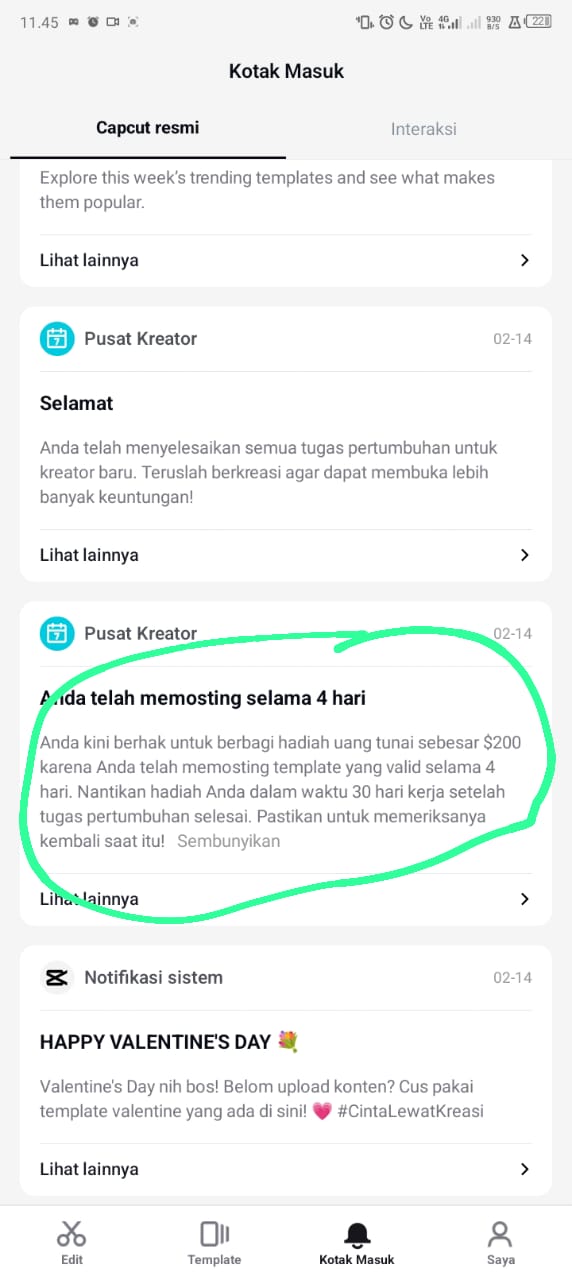 11.45
Vo LTE 4G 930 B/S 22
Kotak Masuk
Capcut resmi
Interaksi
Explore this week's trending templates and see what makes
them popular.
Lihat lainnya
7 Pusat Kreator 02-14
Selamat
Anda telah menyelesaikan semua tugas pertumbuhan untuk
kreator baru. Teruslah berkreasi agar dapat membuka lebih
banyak keuntungan!
Lihat lainnya
7 Pusat Kreator 02-14
Anda telah memosting selama 4 hari
Anda kini berhak untuk berbagi hadiah uang tunai sebesar $200
karena Anda telah memosting template yang valid selama 4
hari. Nantikan hadiah Anda dalam waktu 30 hari kerja setelah
tugas pertumbuhan selesai. Pastikan untuk memeriksanya
kembali saat itu! Sembunyikan
Lihat lainnya
Notifikasi sistem 02-14
HAPPY VALENTINE'S DAY 💐
Valentine's Day nih bos! Belom upload konten? Cus pakai
template valentine yang ada di sini! 💗 #CintaLewatKreasi
Lihat lainnya
Edit
Template
Kotak Masuk
Saya